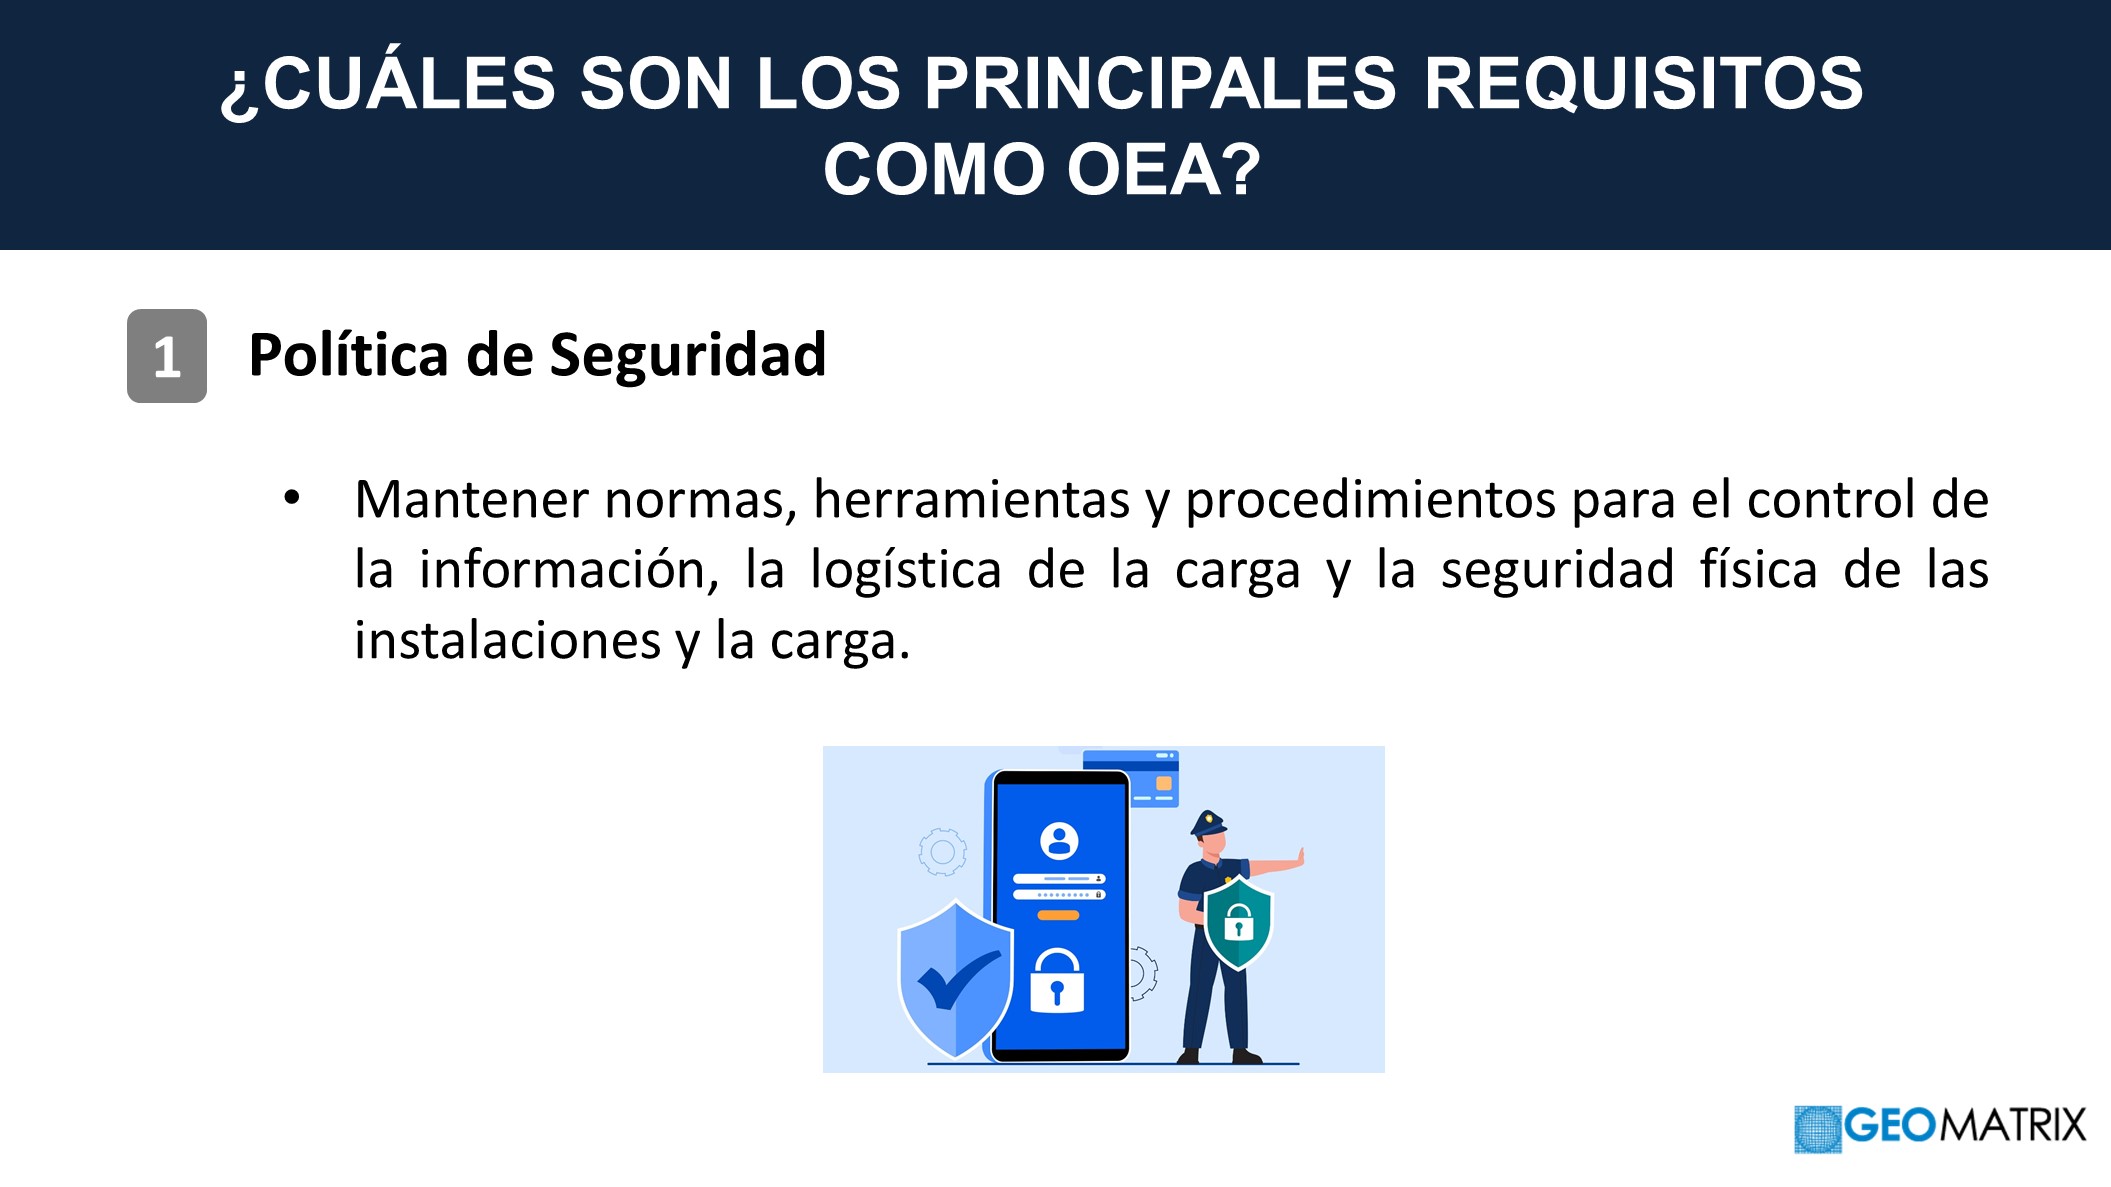 ¿CUÁLES SON LOS PRINCIPALES REQUISITOS
COMO OEA?
1 Política de Seguridad
• Mantener normas, herramientas y procedimientos para el control de
la información, la logística de la carga y la seguridad física de las
instalaciones y la carga.
GEOMATRIX